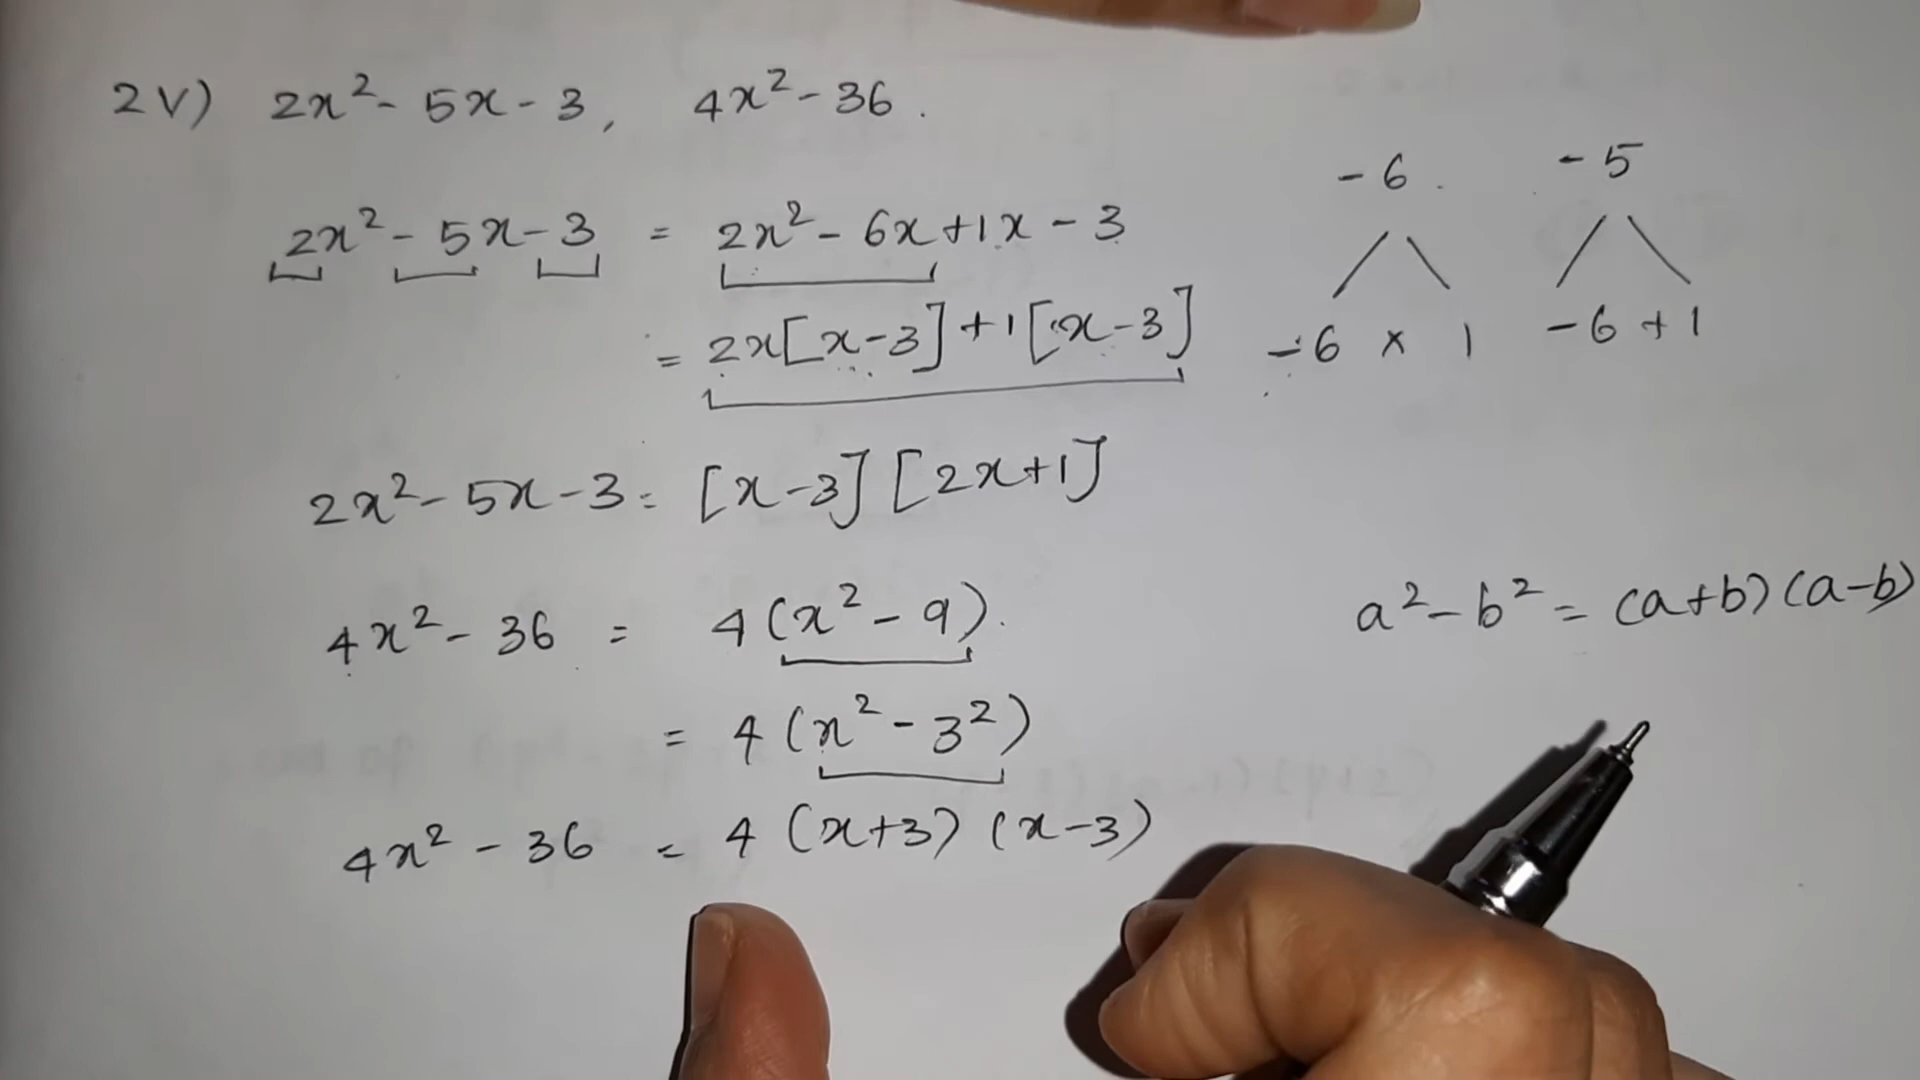 2v) 2x² - 5x - 3, 4x² - 36.
2x² - 5x - 3 = 2x² - 6x + 1x - 3
= 2x[x-3] + 1[x-3]
2x² - 5x - 3 = [x-3] [2x+1]
4x² - 36 = 4(x² - 9).
= 4(x² - 3²)
4x² - 36 = 4(x+3)(x-3)
-6. -5
-6 x 1 -6 + 1
a² - b² = (a+b)(a-b)